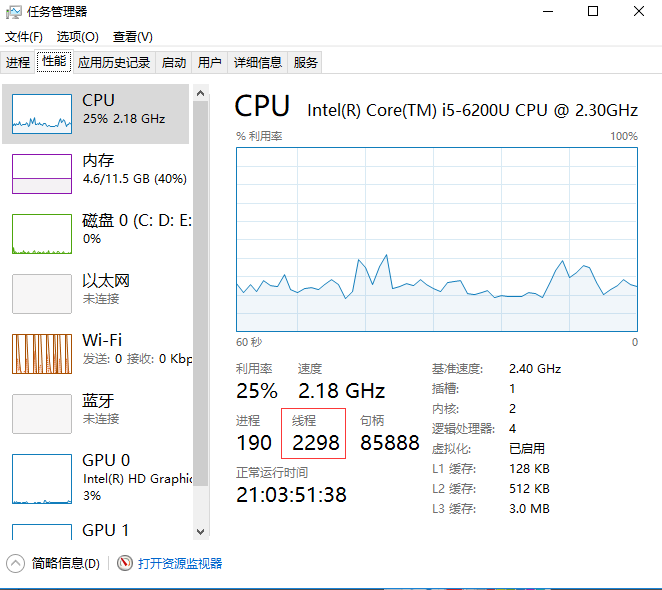 任务管理器
文件(F) 选项(O) 查看(V)
进程 性能 应用历史记录 启动 用户 详细信息 服务
CPU
25% 2.18 GHz
内存
4.6/11.5 GB (40%)
磁盘 0 (C: D: E:
0%
以太网
未连接
Wi-Fi
发送: 0 接收: 0 Kbp
蓝牙
未连接
GPU 0
Intel(R) HD Graphic
3%
GPU 1
CPU Intel(R) Core(TM) i5-6200U CPU @ 2.30GHz
% 利用率 100%
60 秒 0
利用率 速度
25% 2.18 GHz
进程 线程 句柄
190 2298 85888
正常运行时间
21:03:51:38
基准速度: 2.40 GHz
插槽: 1
内核: 2
逻辑处理器: 4
虚拟化: 已启用
L1 缓存: 128 KB
L2 缓存: 512 KB
L3 缓存: 3.0 MB
简略信息(D) 打开资源监视器